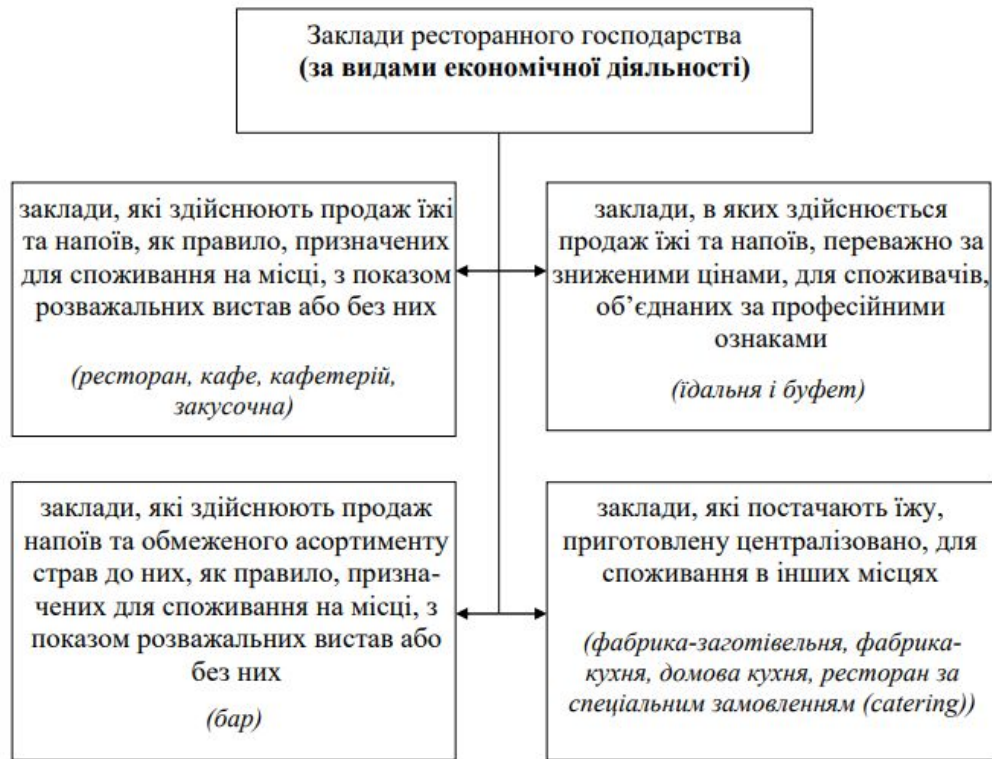 Заклади ресторанного господарства
(за видами економічної діяльності)
заклади, які здійснюють продаж їжі
та напоїв, як правило, призначених
для споживання на місці, з показом
розважальних вистав або без них
(ресторан, кафе, кафетерій,
закусочна)
заклади, в яких здійснюється
продаж їжі та напоїв, переважно за
зниженими цінами, для споживачів,
об’єднаних за професійними
ознаками
(їдальня і буфет)
заклади, які здійснюють продаж
напоїв та обмеженого асортименту
страв до них, як правило, призна-
чених для споживання на місці, з
показом розважальних вистав або
без них
(бар)
заклади, які постачають їжу,
приготовлену централізовано, для
споживання в інших місцях
(фабрика-заготівельня, фабрика-
кухня, домова кухня, ресторан за
спеціальним замовленням (catering))